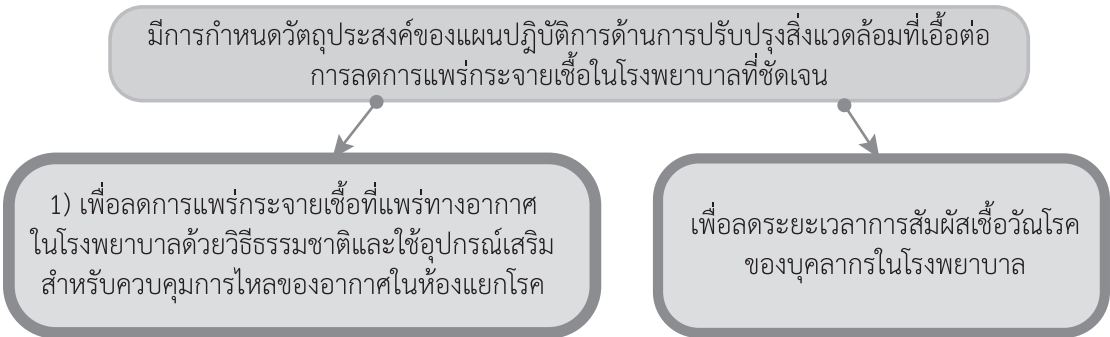 มีการกำหนดวัตถุประสงค์ของแผนปฎิบัติการด้านการปรับปรุงสิ่งแวดล้อมที่เอื้อต่อ
การลดการแพร่กระจายเชื้อในโรงพยาบาลที่ชัดเจน
1) เพื่อลดการแพร่กระจายเชื้อที่แพร่ทางอากาศ
ในโรงพยาบาลด้วยวิธีธรรมชาติและใช้อุปกรณ์เสริม
สำหรับควบคุมการไหลของอากาศในห้องแยกโรค
เพื่อลดระยะเวลาการสัมผัสเชื้อวัณโรค
ของบุคลากรในโรงพยาบาล